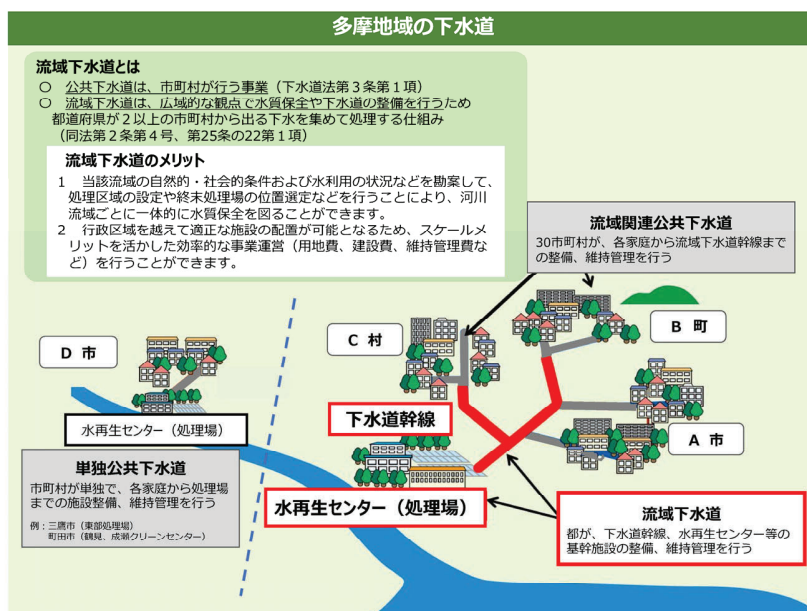 多摩地域の下水道
流域下水道とは
○ 公共下水道は、市町村が行う事業（下水道法第３条第１項）
○ 流域下水道は、広域的な観点で水質保全や下水道の整備を行うため
都道府県が２以上の市町村から出る下水を集めて処理する仕組み
（同法第２条第４号、第25条の22第１項）
流域下水道のメリット
１ 当該流域の自然的・社会的条件および水利用の状況などを勘案して、
処理区域の設定や終末処理場の位置選定などを行うことにより、河川
流域ごとに一体的に水質保全を図ることができます。
２ 行政区域を越えて適正な施設の配置が可能となるため、スケールメ
リットを活かした効率的な事業運営（用地費、建設費、維持管理費な
ど）を行うことができます。
流域関連公共下水道
30市町村が、各家庭から流域下水道幹線まで
の整備、維持管理を行う
Ｂ 町
Ｃ 村
Ｄ 市
下水道幹線
水再生センター（処理場）
Ａ 市
単独公共下水道
市町村が単独で、各家庭から処理場
までの施設整備、維持管理を行う
例：三鷹市（東部処理場）
町田市（鶴見、成瀬クリーンセンター）
水再生センター（処理場）
流域下水道
都が、下水道幹線、水再生センター等の
基幹施設の整備、維持管理を行う